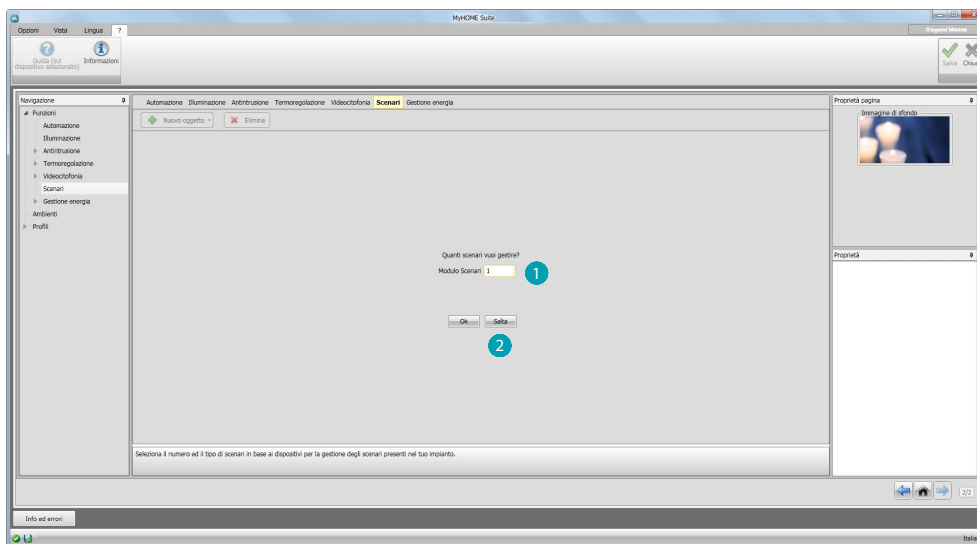 MyHOME Suite
Opzioni Vista Lingua ?
Guida (sul dispositivo selezionato)
Informazioni
Salva
Navigazione
Funzioni
Automazione
Illuminazione
Antintrusione
Termoregolazione
Videocitofonia
Scenari
Gestione energia
Ambienti
Profili
Automazione Illuminazione Antintrusione Termoregolazione Videocitofonia Scenari Gestione energia
Nuovo oggetto
Elimina
Quanti scenari vuoi gestire?
Modulo Scenari 1
1
Ok Salta
2
Seleziona il numero ed il tipo di scenari in base ai dispositivi per la gestione degli scenari presenti nel tuo impianto.
Proprietà pagina
Immagine di sfondo
Proprietà
2/2
Info ed errori